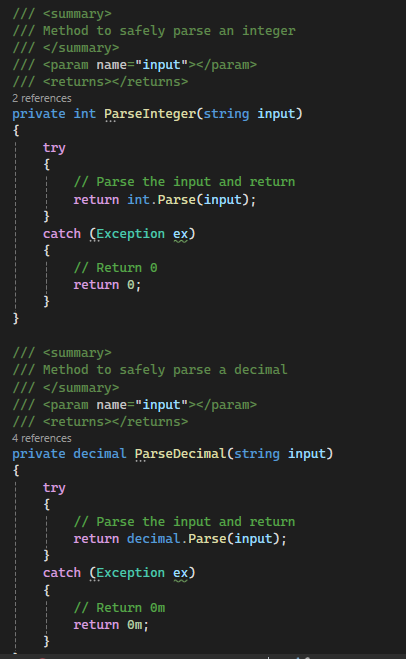 /// <summary>
/// Method to safely parse an integer
/// </summary>
/// <param name="input"></param>
/// <returns></returns>
2 references
private int ParseInteger(string input)
{
try
{
// Parse the input and return
return int.Parse(input);
}
catch (Exception ex)
{
// Return 0
return 0;
}
}
/// <summary>
/// Method to safely parse a decimal
/// </summary>
/// <param name="input"></param>
/// <returns></returns>
4 references
private decimal ParseDecimal(string input)
{
try
{
// Parse the input and return
return decimal.Parse(input);
}
catch (Exception ex)
{
// Return 0m
return 0m;
}